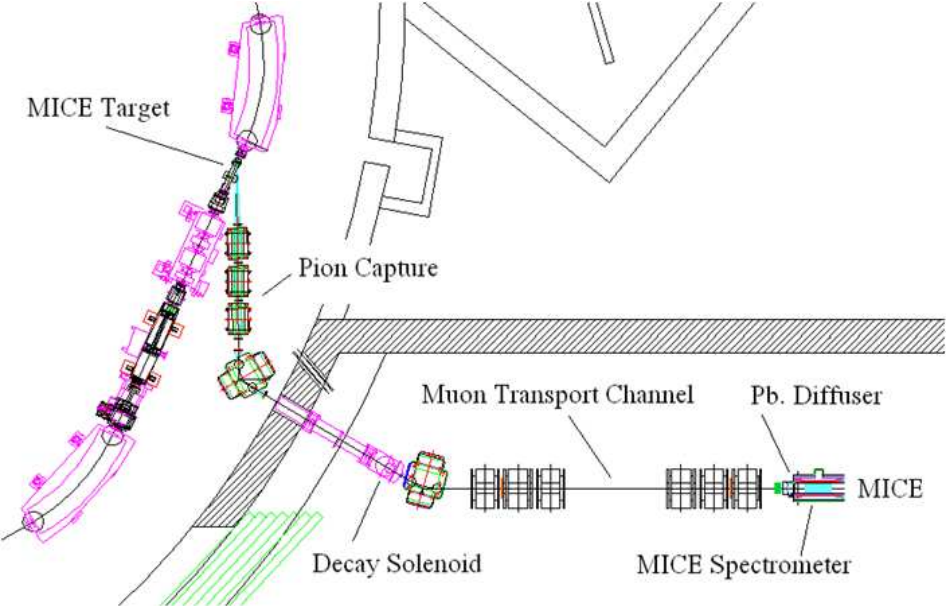 MICE Target
Pion Capture
Muon Transport Channel
Pb. Diffuser
MICE
Decay Solenoid
MICE Spectrometer